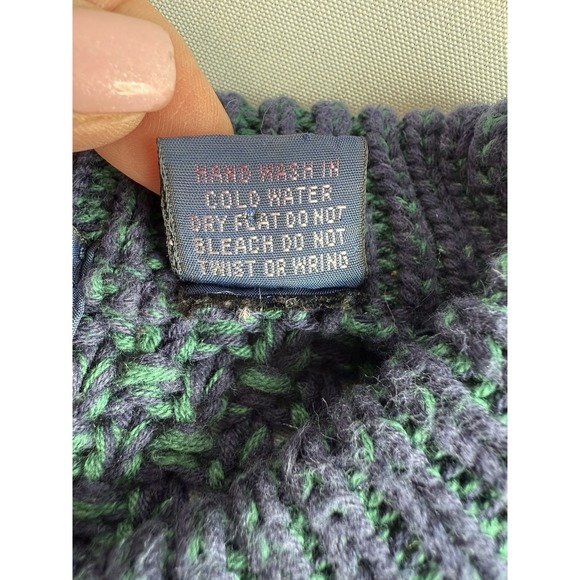 HAND WASH IN
COLD WATER
DRY FLAT DO NOT
BLEACH DO NOT
TWIST OR WRING